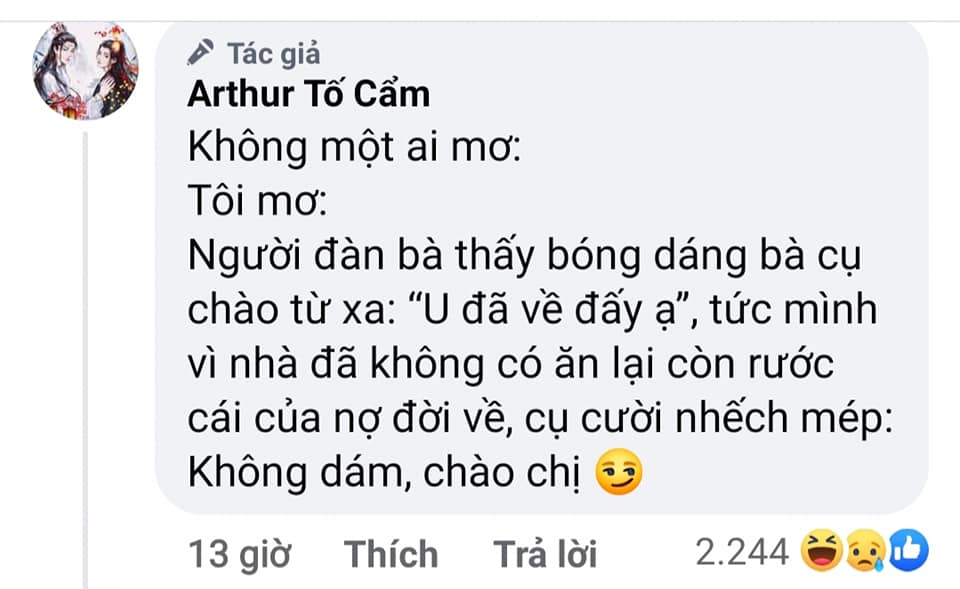 Tác giả
Arthur Tố Cẩm
Không một ai mơ:
Tôi mơ:
Người đàn bà thấy bóng dáng bà cụ
chào từ xa: “U đã về đấy ạ”, tức mình
vì nhà đã không có ăn lại còn rước
cái của nợ đời về, cụ cười nhếch mép:
Không dám, chào chị 😏
13 giờ Thích Trả lời 2.244